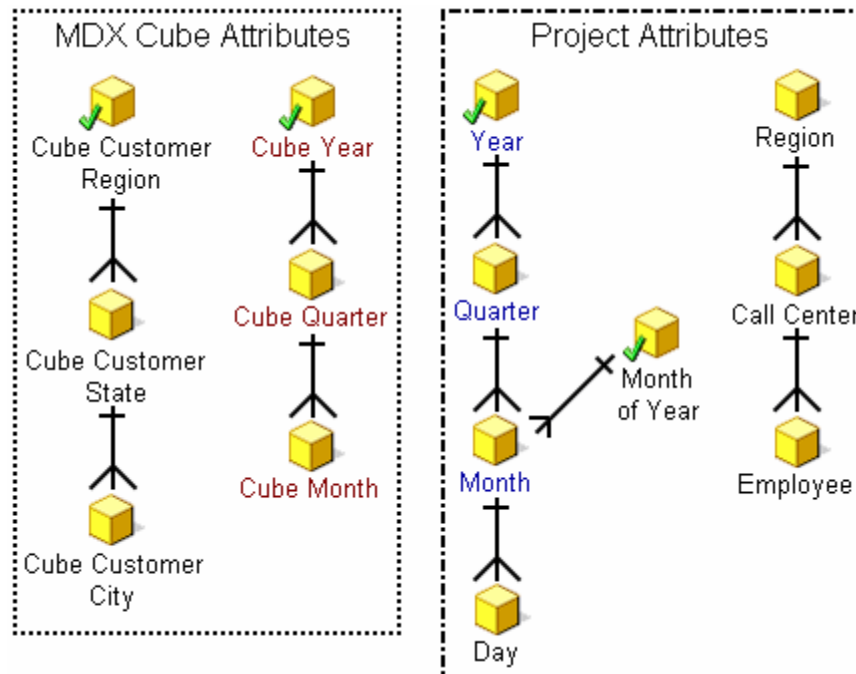 MDX Cube Attributes
Cube Customer
Region
Cube Year
Cube Customer
State
Cube Quarter
Cube Customer
City
Cube Month
Project Attributes
Year
Region
Quarter
Call Center
Month
of Year
Month
Employee
Day